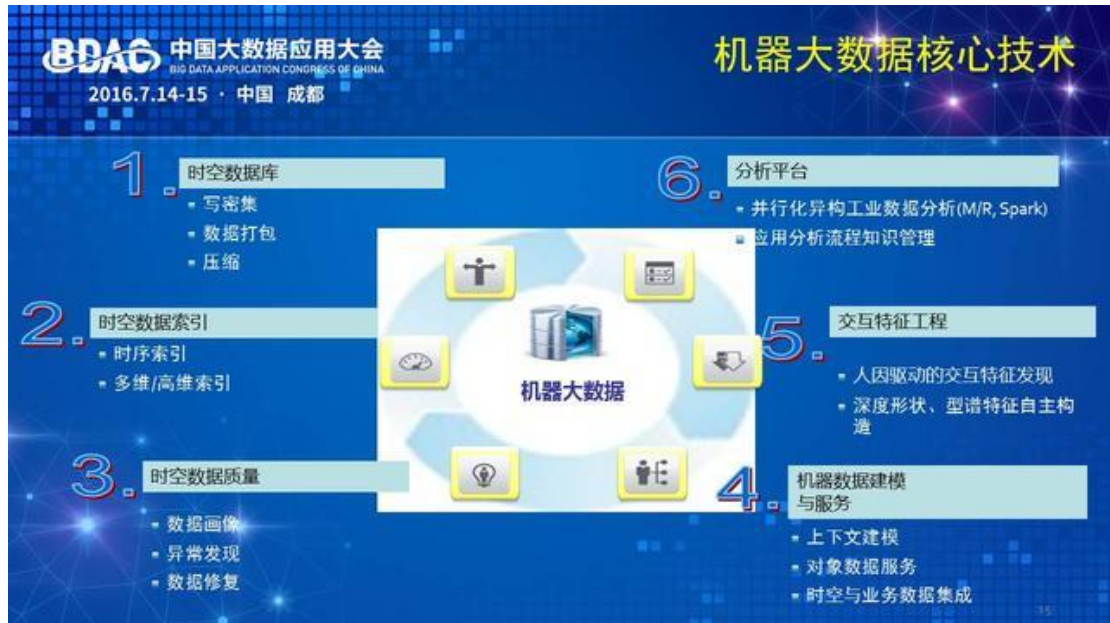 BDAC 中国大数据应用大会
BIG DATA APPLICATION CONGRESS OF CHINA
2016.7.14-15 · 中国 成都
机器大数据核心技术
1.
时空数据库
写密集
数据打包
压缩
2.
时空数据索引
时序索引
多维/高维索引
3.
时空数据质量
数据画像
异常发现
数据修复
机器大数据
6.
分析平台
并行化异构工业数据分析(M/R, Spark)
应用分析流程知识管理
5.
交互特征工程
人因驱动的交互特征发现
深度形状、型谱特征自主构
造
4.
机器数据建模
与服务
上下文建模
对象数据服务
时空与业务数据集成
15